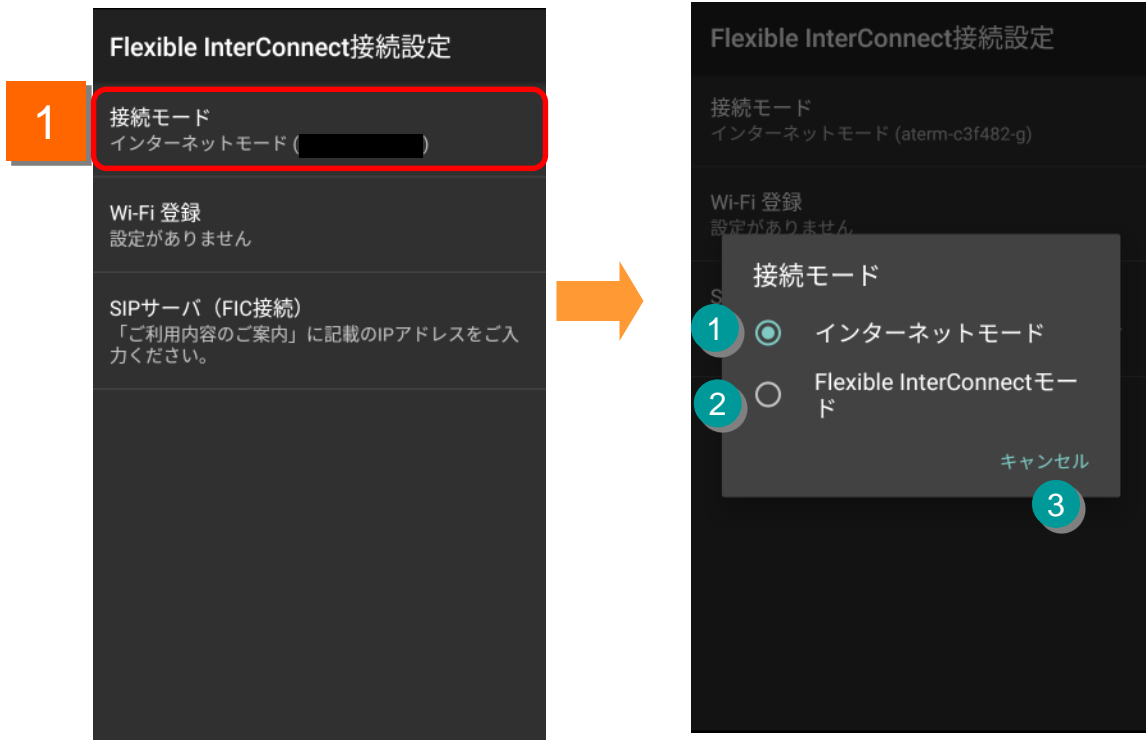 1
Flexible InterConnect接続設定
接続モード
インターネットモード ( )
Wi-Fi 登録
設定がありません
SIPサーバ（FIC接続）
「ご利用内容のご案内」に記載のIPアドレスをご入
力ください。
Flexible InterConnect接続設定
接続モード
インターネットモード (aterm-c3f482-g)
Wi-Fi 登録
設定がありません
S
接続モード
1
インターネットモード
2
Flexible InterConnectモー
ド
キャンセル
3